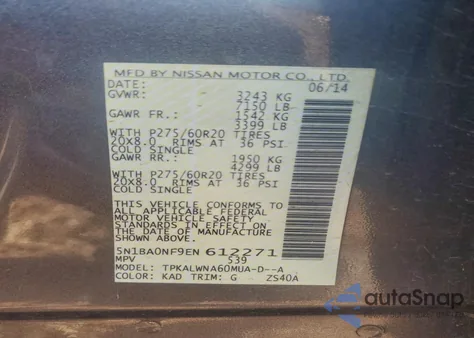 MFD BY NISSAN MOTOR CO., LTD.
DATE: 06/14
GVWR: 3243 KG
7150 LB
GAWR FR.: 1542 KG
3399 LB
WITH P275/60R20 TIRES
20X8.0 RIMS AT 36 PSI
COLD SINGLE
GAWR RR.: 1950 KG
4299 LB
WITH P275/60R20 TIRES
20X8.0 RIMS AT 36 PSI
COLD SINGLE
THIS VEHICLE CONFORMS TO
ALL APPLICABLE FEDERAL
MOTOR VEHICLE SAFETY
STANDARDS IN EFFECT ON THE
DATE OF MANUFACTURE
SHOWN ABOVE.
5N1BA0NF9EN 612271
MPV 539
MODEL: TPKALWNA60MUA-D--A
COLOR: KAD TRIM: G ZS40A
autoSnap